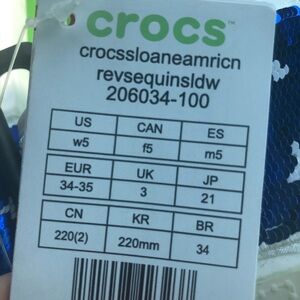 crocs™
crocssloaneamricn
revsequinsldw
206034-100
US CAN ES
w5 f5 m5
EUR UK JP
34-35 3 21
CN KR BR
220(2) 220mm 34